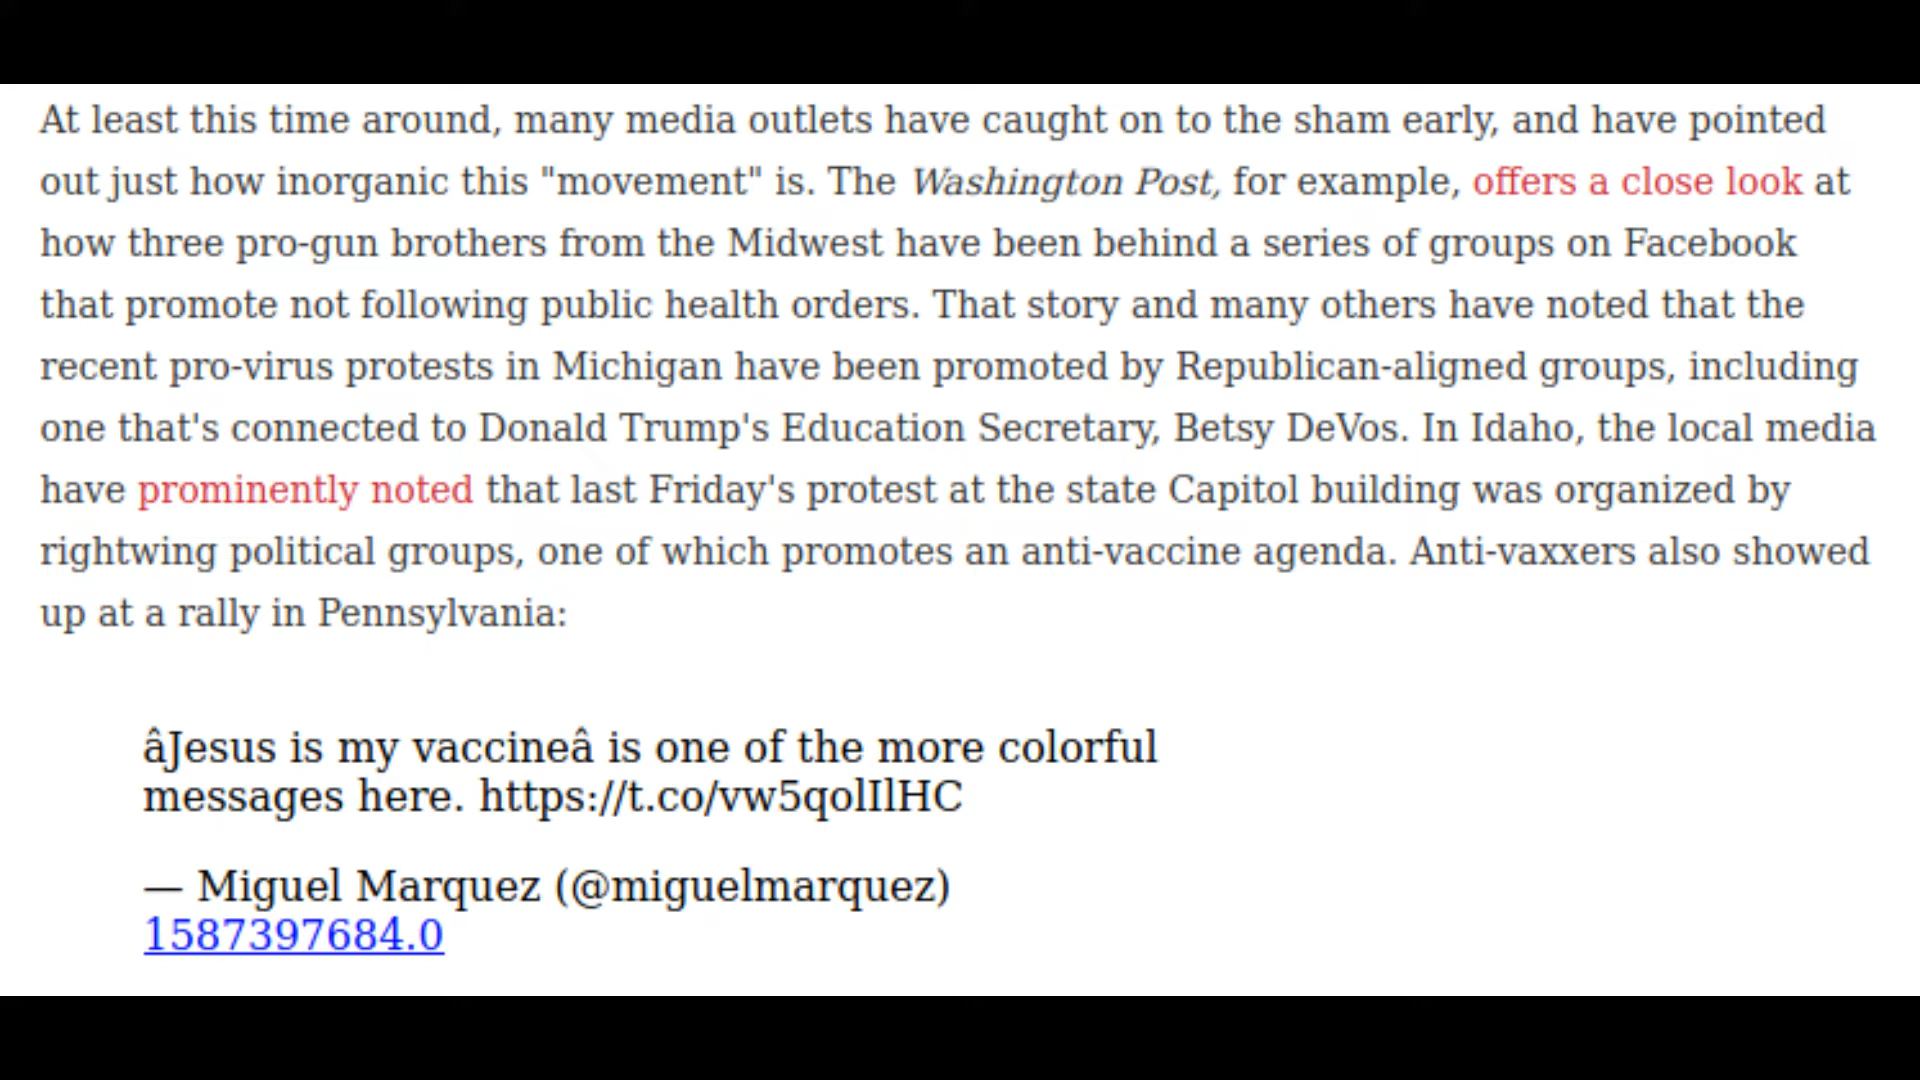 At least this time around, many media outlets have caught on to the sham early, and have pointed
out just how inorganic this "movement" is. The Washington Post, for example, offers a close look at
how three pro-gun brothers from the Midwest have been behind a series of groups on Facebook
that promote not following public health orders. That story and many others have noted that the
recent pro-virus protests in Michigan have been promoted by Republican-aligned groups, including
one that's connected to Donald Trump's Education Secretary, Betsy DeVos. In Idaho, the local media
have prominently noted that last Friday's protest at the state Capitol building was organized by
rightwing political groups, one of which promotes an anti-vaccine agenda. Anti-vaxxers also showed
up at a rally in Pennsylvania:
âJesus is my vaccineâ is one of the more colorful
messages here. https://t.co/vw5qolIlHC
— Miguel Marquez (@miguelmarquez)
1587397684.0